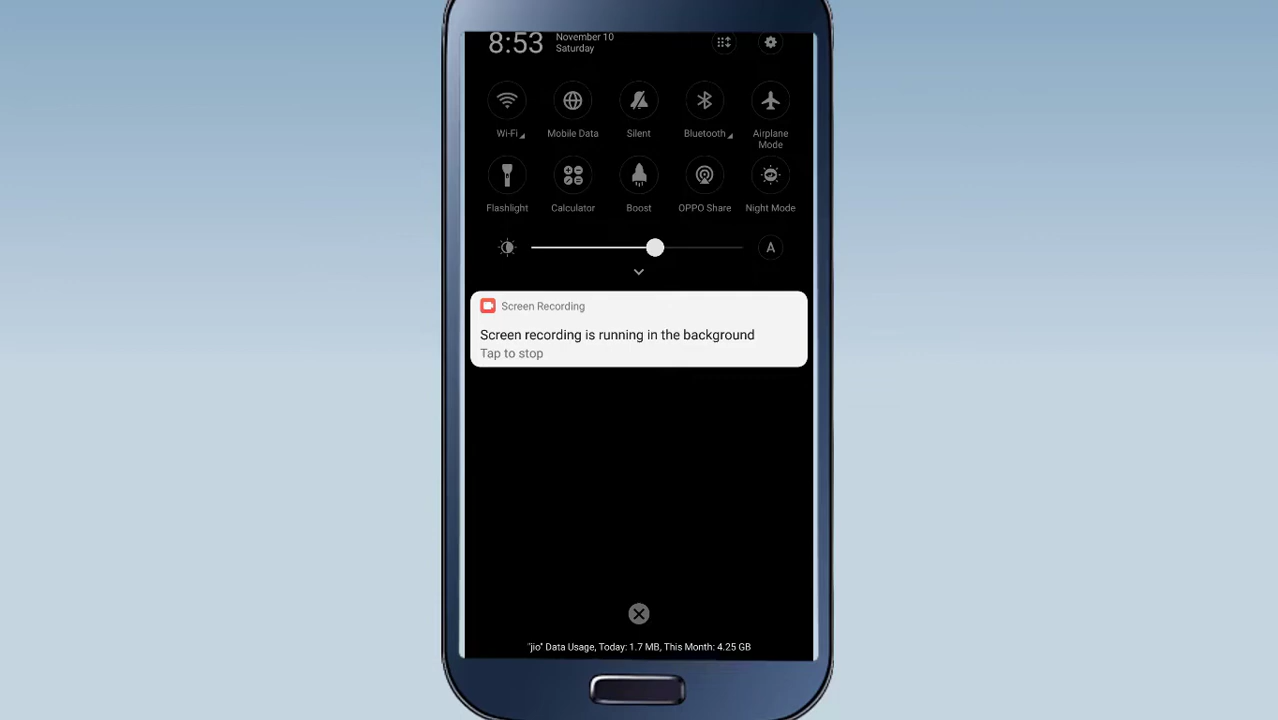 8:53
November 10
Saturday
Wi-Fi
Mobile Data
Silent
Bluetooth
Airplane
Mode
Flashlight
Calculator
Boost
OPPO Share
Night Mode
A
Screen Recording
Screen recording is running in the background
Tap to stop
"jio" Data Usage, Today: 1.7 MB, This Month: 4.25 GB